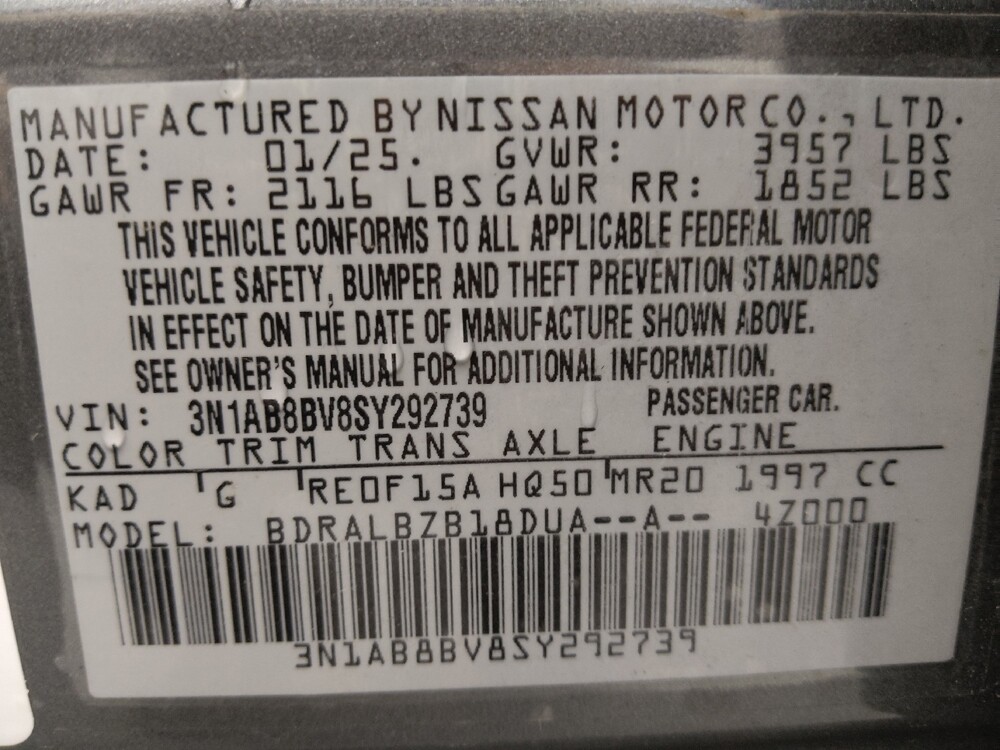 MANUFACTURED BY NISSAN MOTOR CO., LTD.
DATE: 01/25. GVWR: 3957 LBS
GAWR FR: 2116 LBS GAWR RR: 1852 LBS
THIS VEHICLE CONFORMS TO ALL APPLICABLE FEDERAL MOTOR
VEHICLE SAFETY, BUMPER AND THEFT PREVENTION STANDARDS
IN EFFECT ON THE DATE OF MANUFACTURE SHOWN ABOVE.
SEE OWNER'S MANUAL FOR ADDITIONAL INFORMATION.
VIN: 3N1AB8BV8SY292739 PASSENGER CAR.
COLOR TRIM TRANS AXLE ENGINE
KAD G RE0F15A HQ50 MR20 1997 CC
MODEL: BDRALBZB18DUA--A-- 4Z000
3N1AB8BV8SY292739